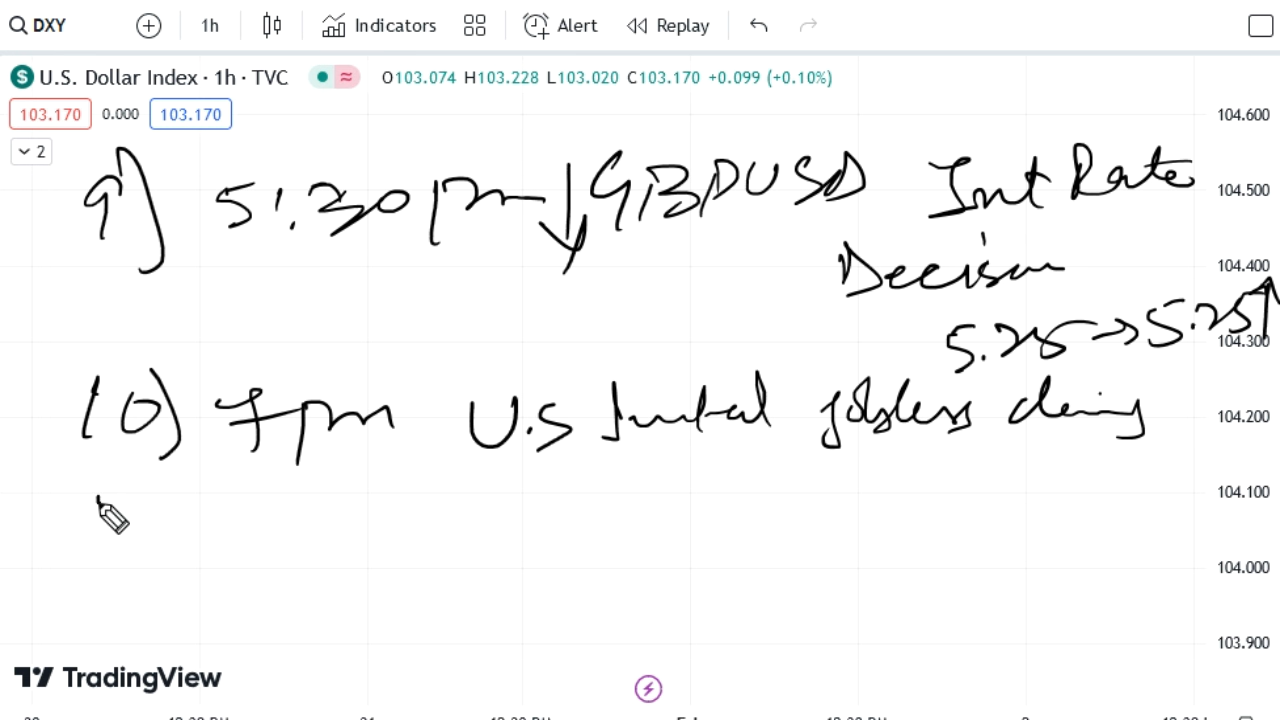 DXY 1h Indicators Alert Replay
U.S. Dollar Index · 1h · TVC O103.074 H103.228 L103.020 C103.170 +0.099 (+0.10%)
103.170 0.000 103.170
2
104.600
9) 5:30pm ↓ GBPUSD Int Rate
104.500
Decision
104.400
5.25 → 5.25 ↑
104.300
10) 7pm U.S Initial jobless claims
104.200
104.100
104.000
103.900
TradingView